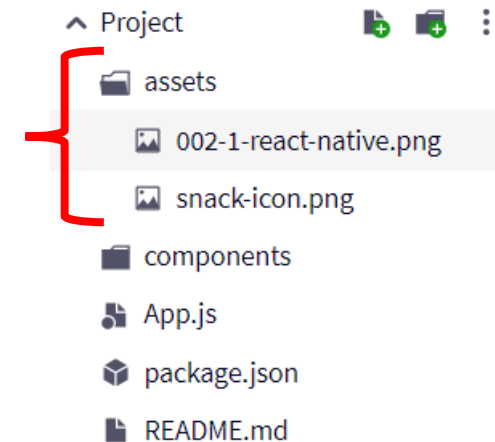 Project
assets
002-1-react-native.png
snack-icon.png
components
App.js
package.json
README.md